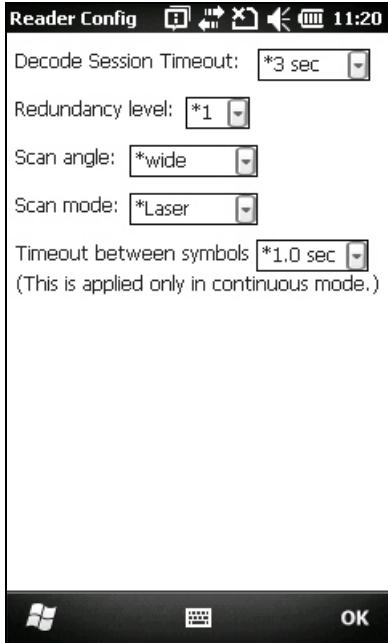 Reader Config 11:20
Decode Session Timeout: *3 sec
Redundancy level: *1
Scan angle: *wide
Scan mode: *Laser
Timeout between symbols *1.0 sec
(This is applied only in continuous mode.)
OK